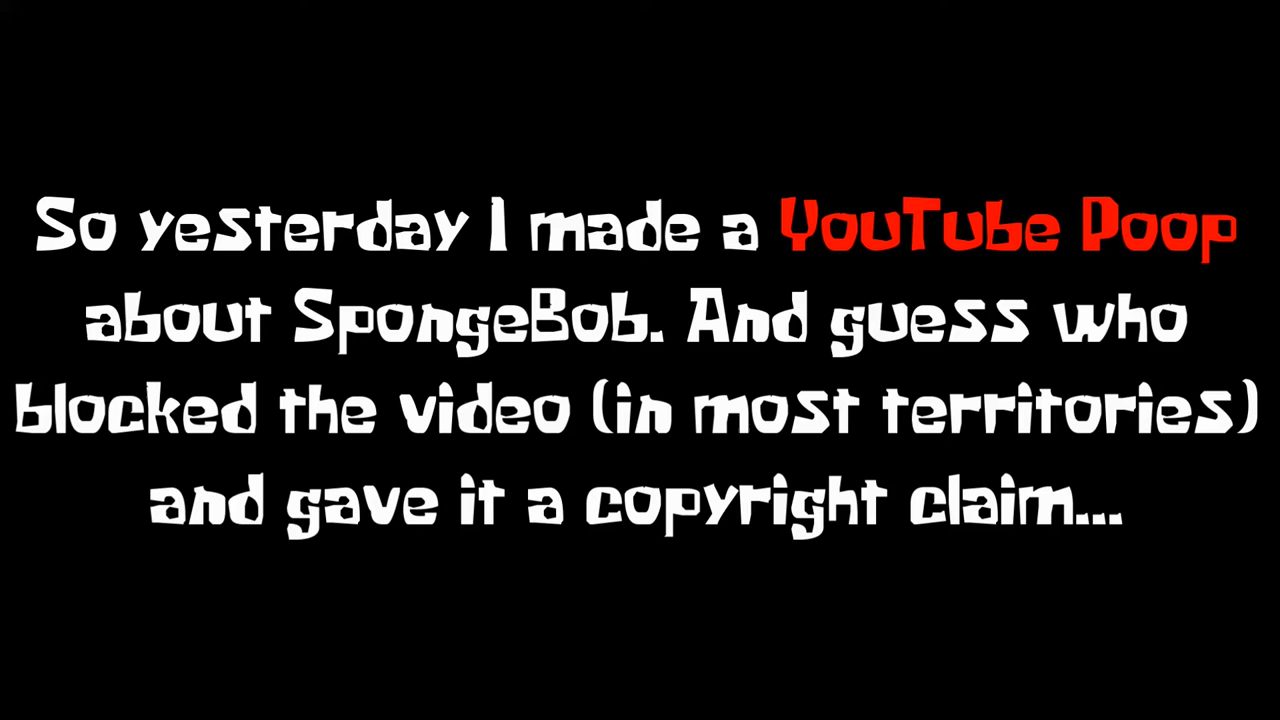 So yesterday I made a YouTube Poop
about SpongeBob. And guess who
blocked the video (in most territories)
and gave it a copyright claim...